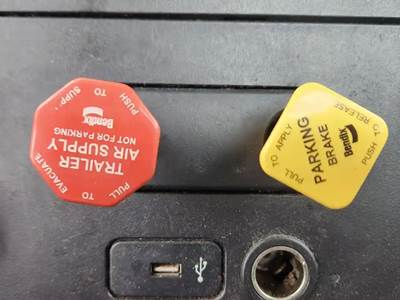 PUSH TO SUPPLY
Bendix
TRAILER
AIR SUPPLY
NOT FOR PARKING
PULL TO EVACUATE
PULL TO APPLY
PARKING
BRAKE
Bendix
PUSH TO RELEASE